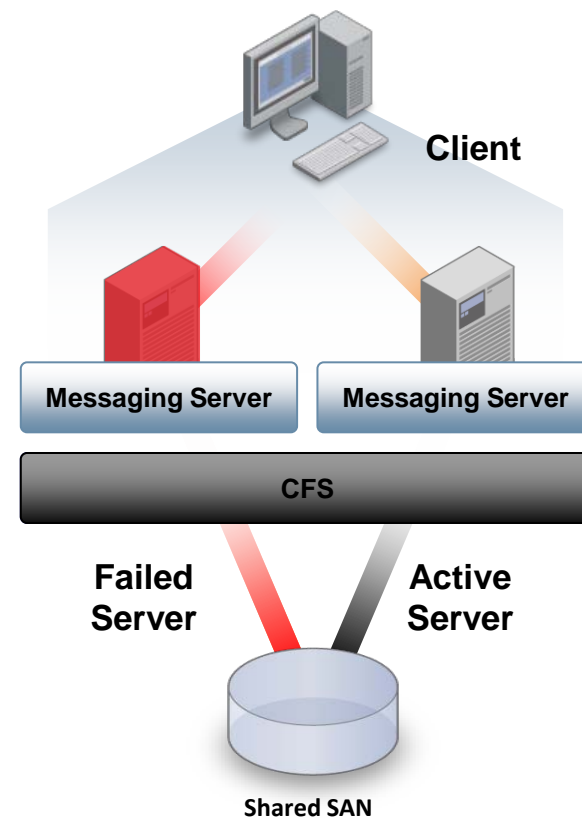 Client
Messaging Server
Messaging Server
CFS
Failed
Server
Active
Server
Shared SAN